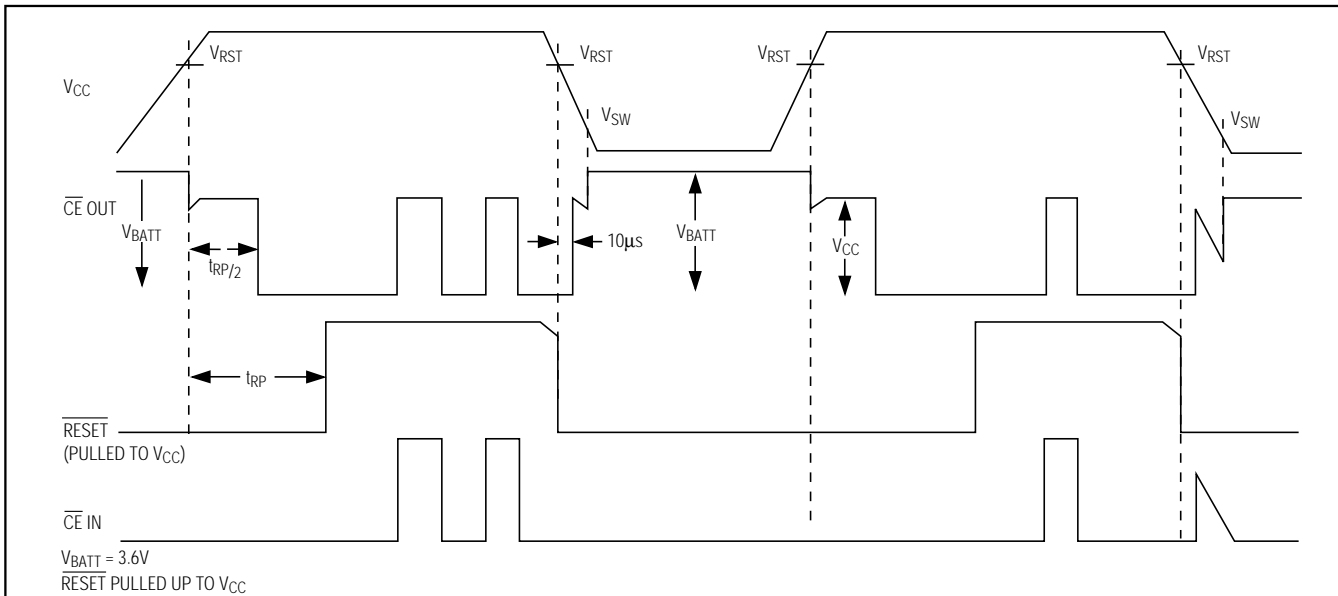 VRST
VRST
VRST
VRST
VCC
VSW
VSW
CE OUT
VBATT
tRP/2
10μs
VBATT
VCC
tRP
RESET
(PULLED TO VCC)
CE IN
VBATT = 3.6V
RESET PULLED UP TO VCC